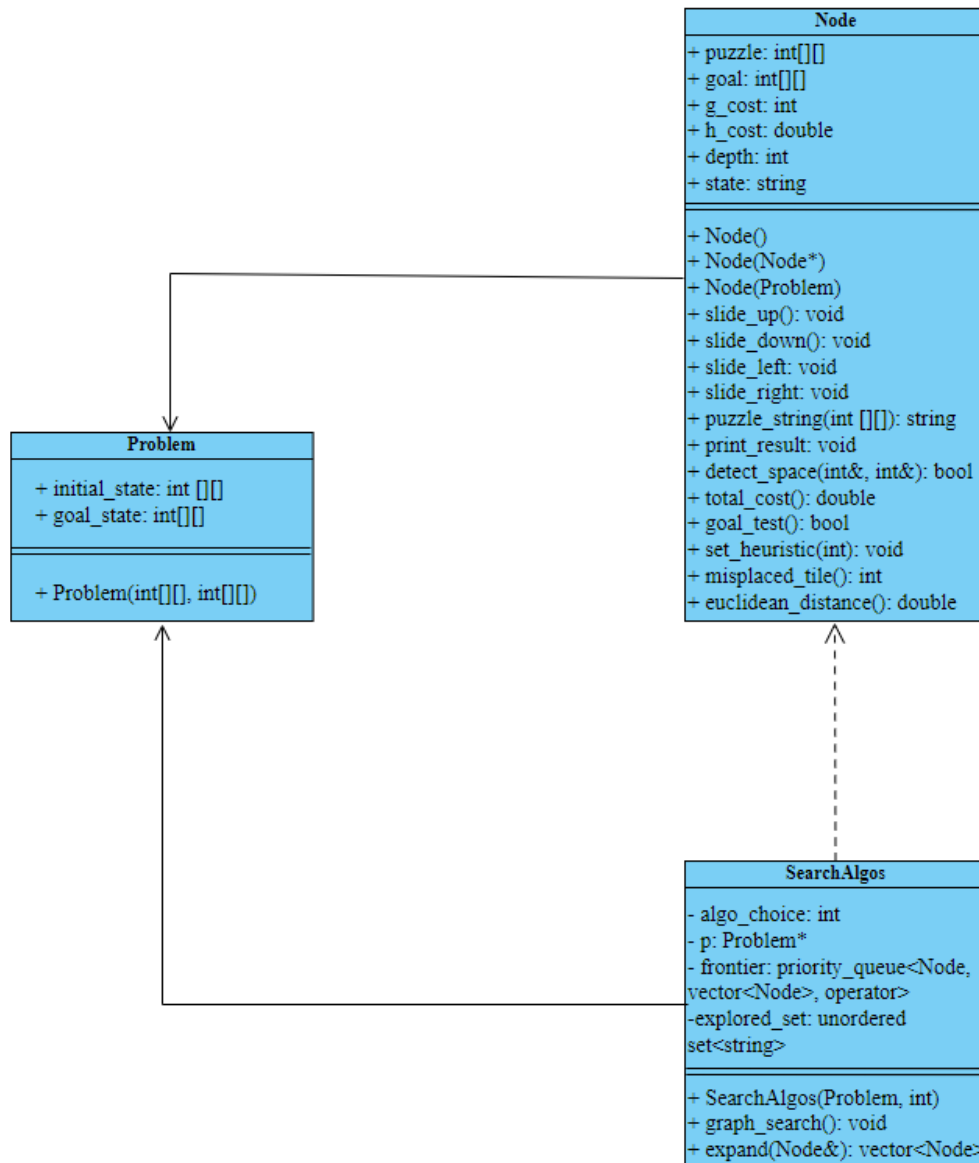 Node
+ puzzle: int[][]
+ goal: int[][]
+ g_cost: int
+ h_cost: double
+ depth: int
+ state: string
+ Node()
+ Node(Node*)
+ Node(Problem)
+ slide_up(): void
+ slide_down(): void
+ slide_left: void
+ slide_right: void
+ puzzle_string(int [][]): string
+ print_result: void
+ detect_space(int&, int&): bool
+ total_cost(): double
+ goal_test(): bool
+ set_heuristic(int): void
+ misplaced_tile(): int
+ euclidean_distance(): double
Problem
+ initial_state: int [][]
+ goal_state: int[][]
+ Problem(int[][], int[][])
SearchAlgos
- algo_choice: int
- p: Problem*
- frontier: priority_queue<Node,
vector<Node>, operator>
-explored_set: unordered
set<string>
+ SearchAlgos(Problem, int)
+ graph_search(): void
+ expand(Node&): vector<Node>